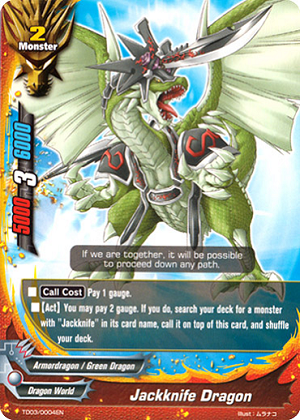 2
Monster
5000 3 6000
If we are together, it will be possible
to proceed down any path.
■ Call Cost Pay 1 gauge.
■ [Act] You may pay 2 gauge. If you do, search your deck for a monster
with "Jackknife" in its card name, call it on top of this card, and shuffle
your deck.
Armordragon / Green Dragon
Dragon World
Jackknife Dragon
TD03/0004EN
Illust : ムラナコ